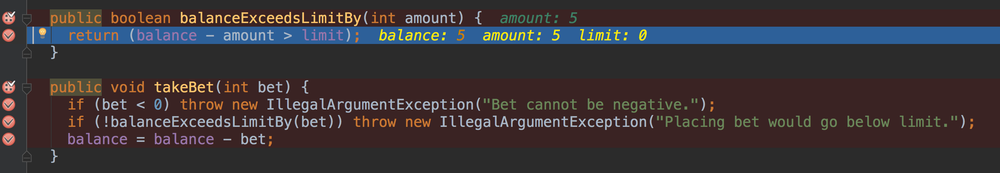 public boolean balanceExceedsLimitBy(int amount) {  amount: 5
return (balance - amount > limit);  balance: 5  amount: 5  limit: 0
}
public void takeBet(int bet) {
if (bet < 0) throw new IllegalArgumentException("Bet cannot be negative.");
if (!balanceExceedsLimitBy(bet)) throw new IllegalArgumentException("Placing bet would go below limit.");
balance = balance - bet;
}